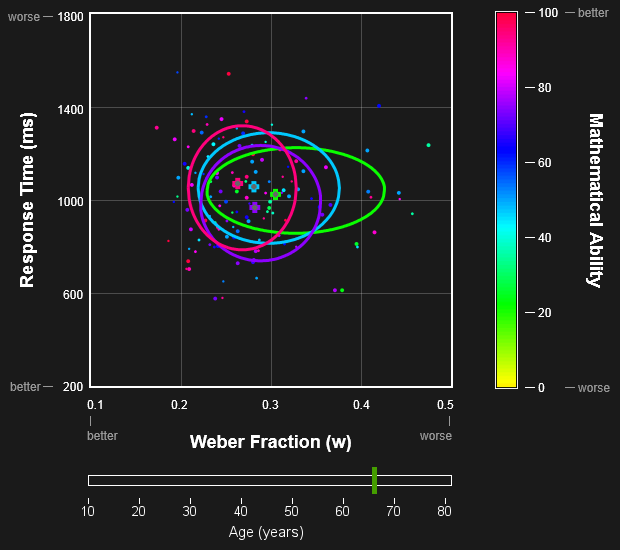 worse
1800
1400
1000
600
200
better
Response Time (ms)
0.1
0.2
0.3
0.4
0.5
better
worse
Weber Fraction (w)
10
20
30
40
50
60
70
80
Age (years)
100
80
60
40
20
0
better
worse
Mathematical Ability